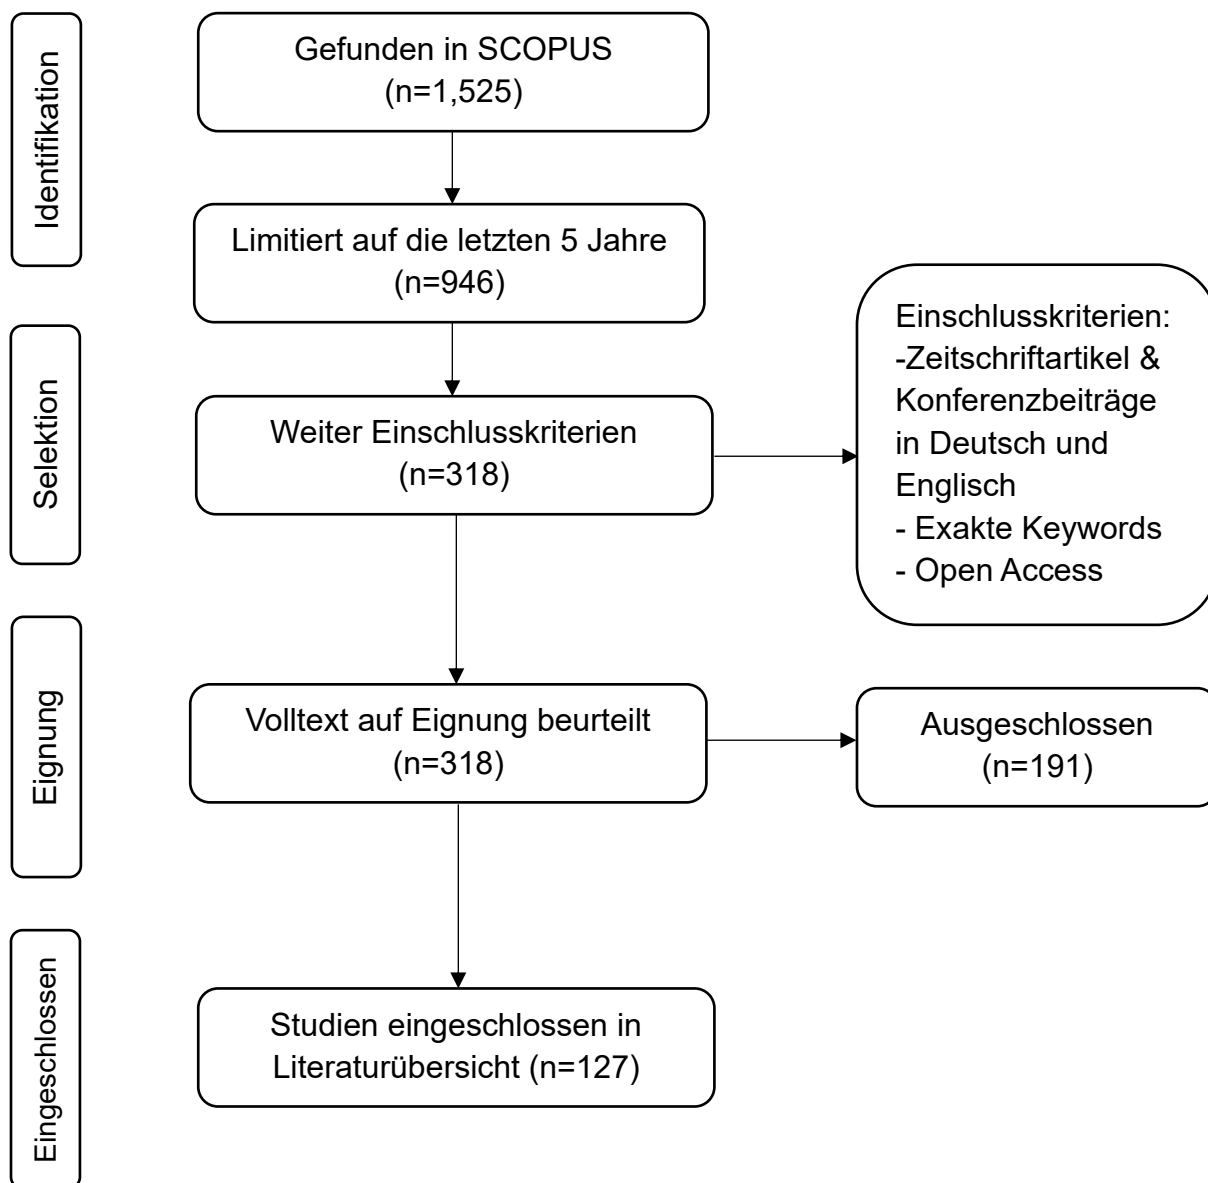 Identifikation
Gefunden in SCOPUS
(n=1,525)
Limitiert auf die letzten 5 Jahre
(n=946)
Selektion
Weiter Einschlusskriterien
(n=318)
Einschlusskriterien:
-Zeitschriftartikel &
Konferenzbeiträge
in Deutsch und
Englisch
- Exakte Keywords
- Open Access
Eignung
Volltext auf Eignung beurteilt
(n=318)
Ausgeschlossen
(n=191)
Eingeschlossen
Studien eingeschlossen in
Literaturübersicht (n=127)